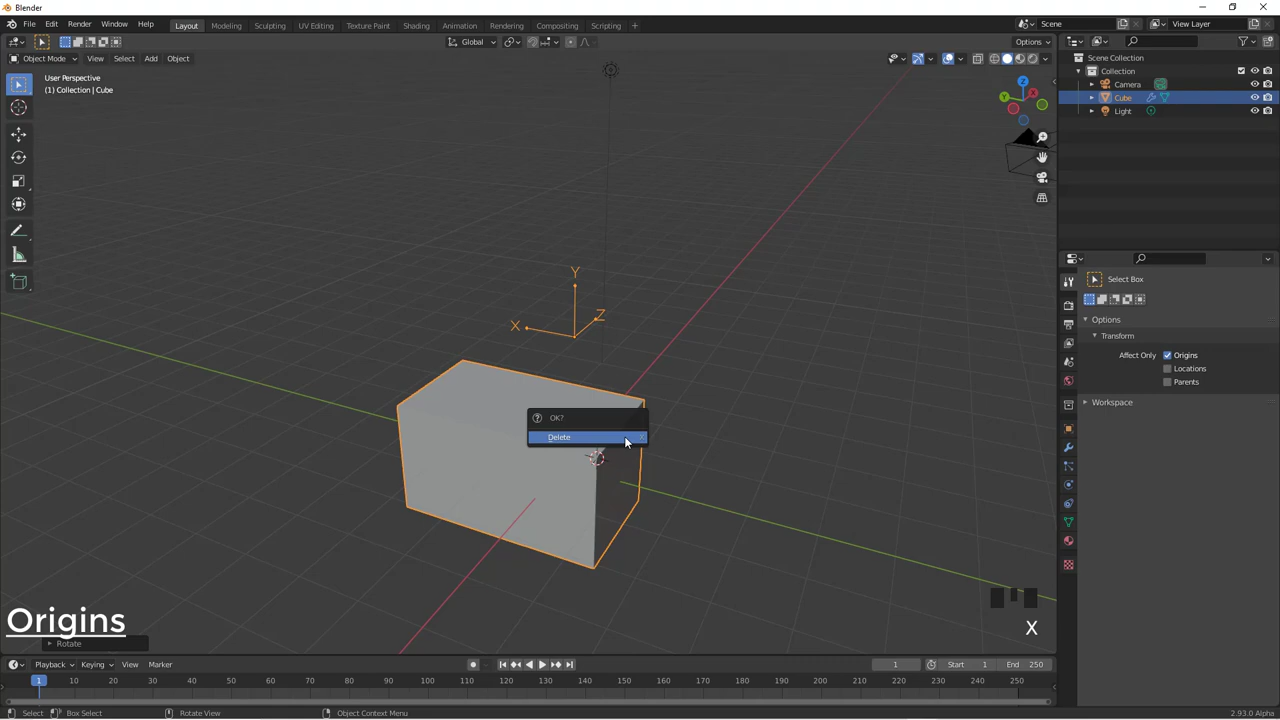 Blender
File Edit Render Window Help
Layout Modeling Sculpting UV Editing Texture Paint Shading Animation Rendering Compositing Scripting +
Scene View Layer
Global Options
Object Mode View Select Add Object
User Perspective
(1) Collection | Cube
Scene Collection
Collection
Camera
Cube
Light
Z
Y X
Y
X Z
Select Box
Options
Transform
Affect Only Origins
Locations
Parents
Workspace
OK?
Delete X
Origins
Rotate
X
Playback Keying View Marker 1 Start 1 End 250
1 10 20 30 40 50 60 70 80 90 100 110 120 130 140 150 160 170 180 190 200 210 220 230 240 250
Select Box Select Rotate View Object Context Menu 2.93.0 Alpha